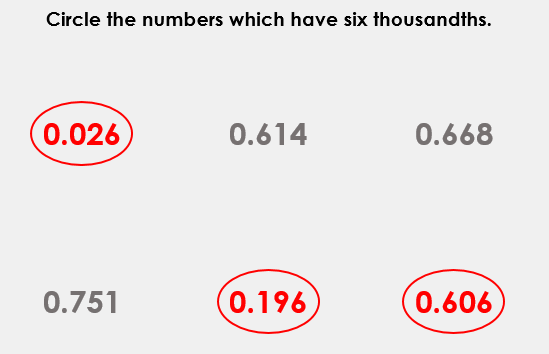 Circle the numbers which have six thousandths.
0.026 0.614 0.668
0.751 0.196 0.606